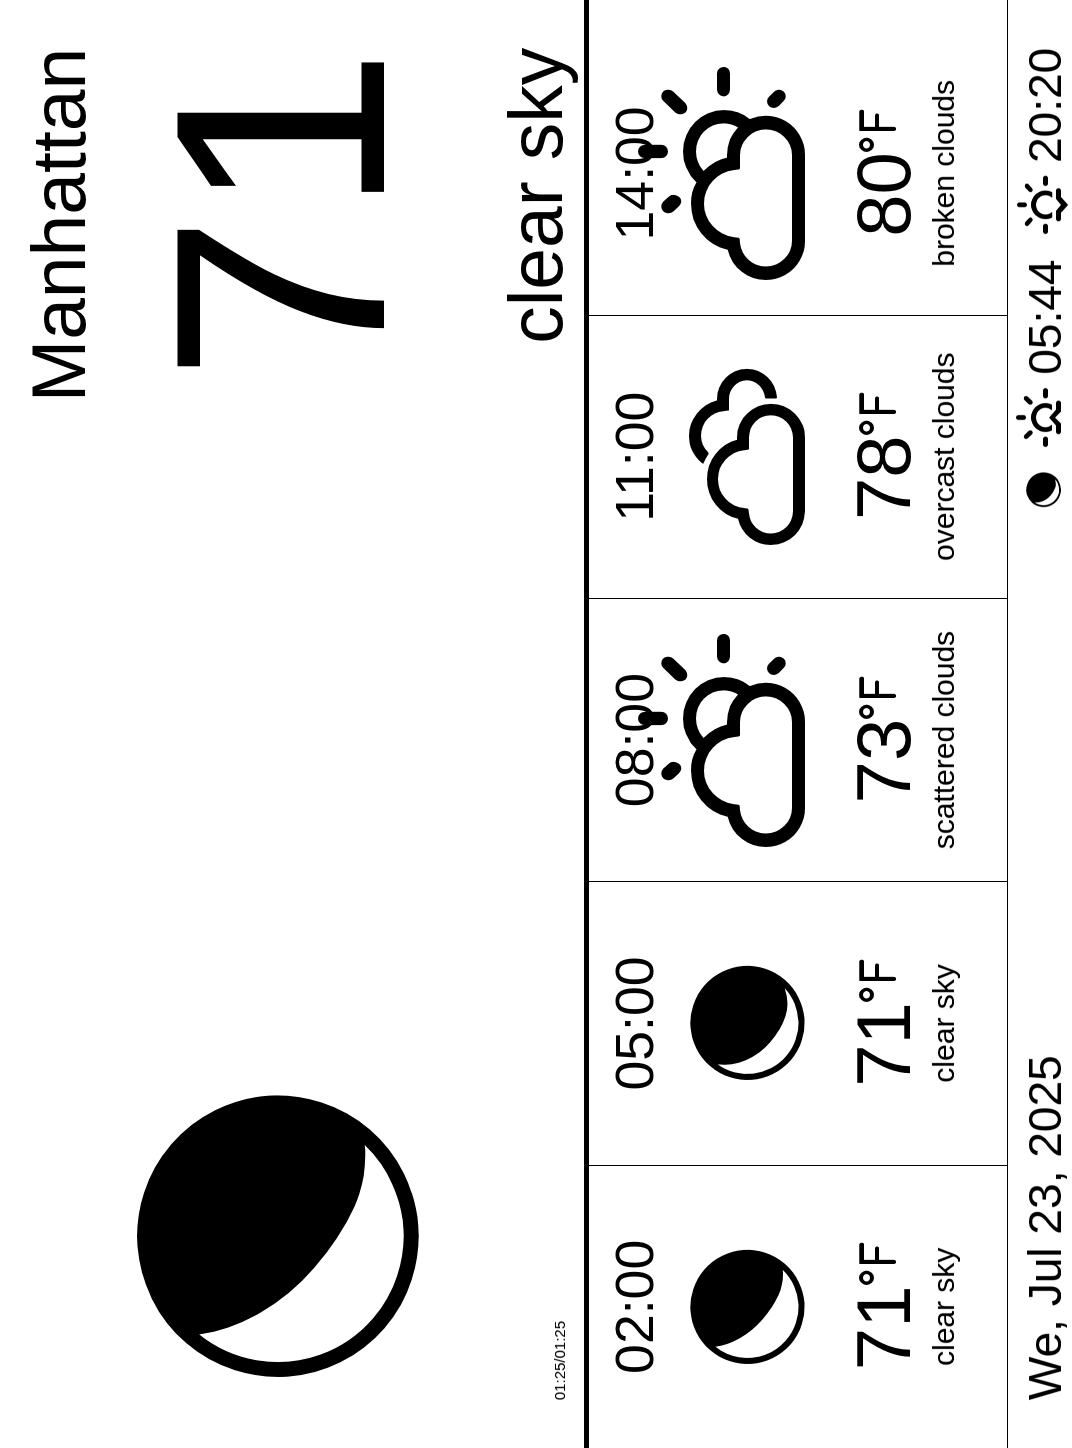 Manhattan
71
clear sky
01:25/01:25
02:00 05:00 08:00 11:00 14:00
71°F 71°F 73°F 78°F 80°F
clear sky clear sky scattered clouds overcast clouds broken clouds
We, Jul 23, 2025 05:44 20:20